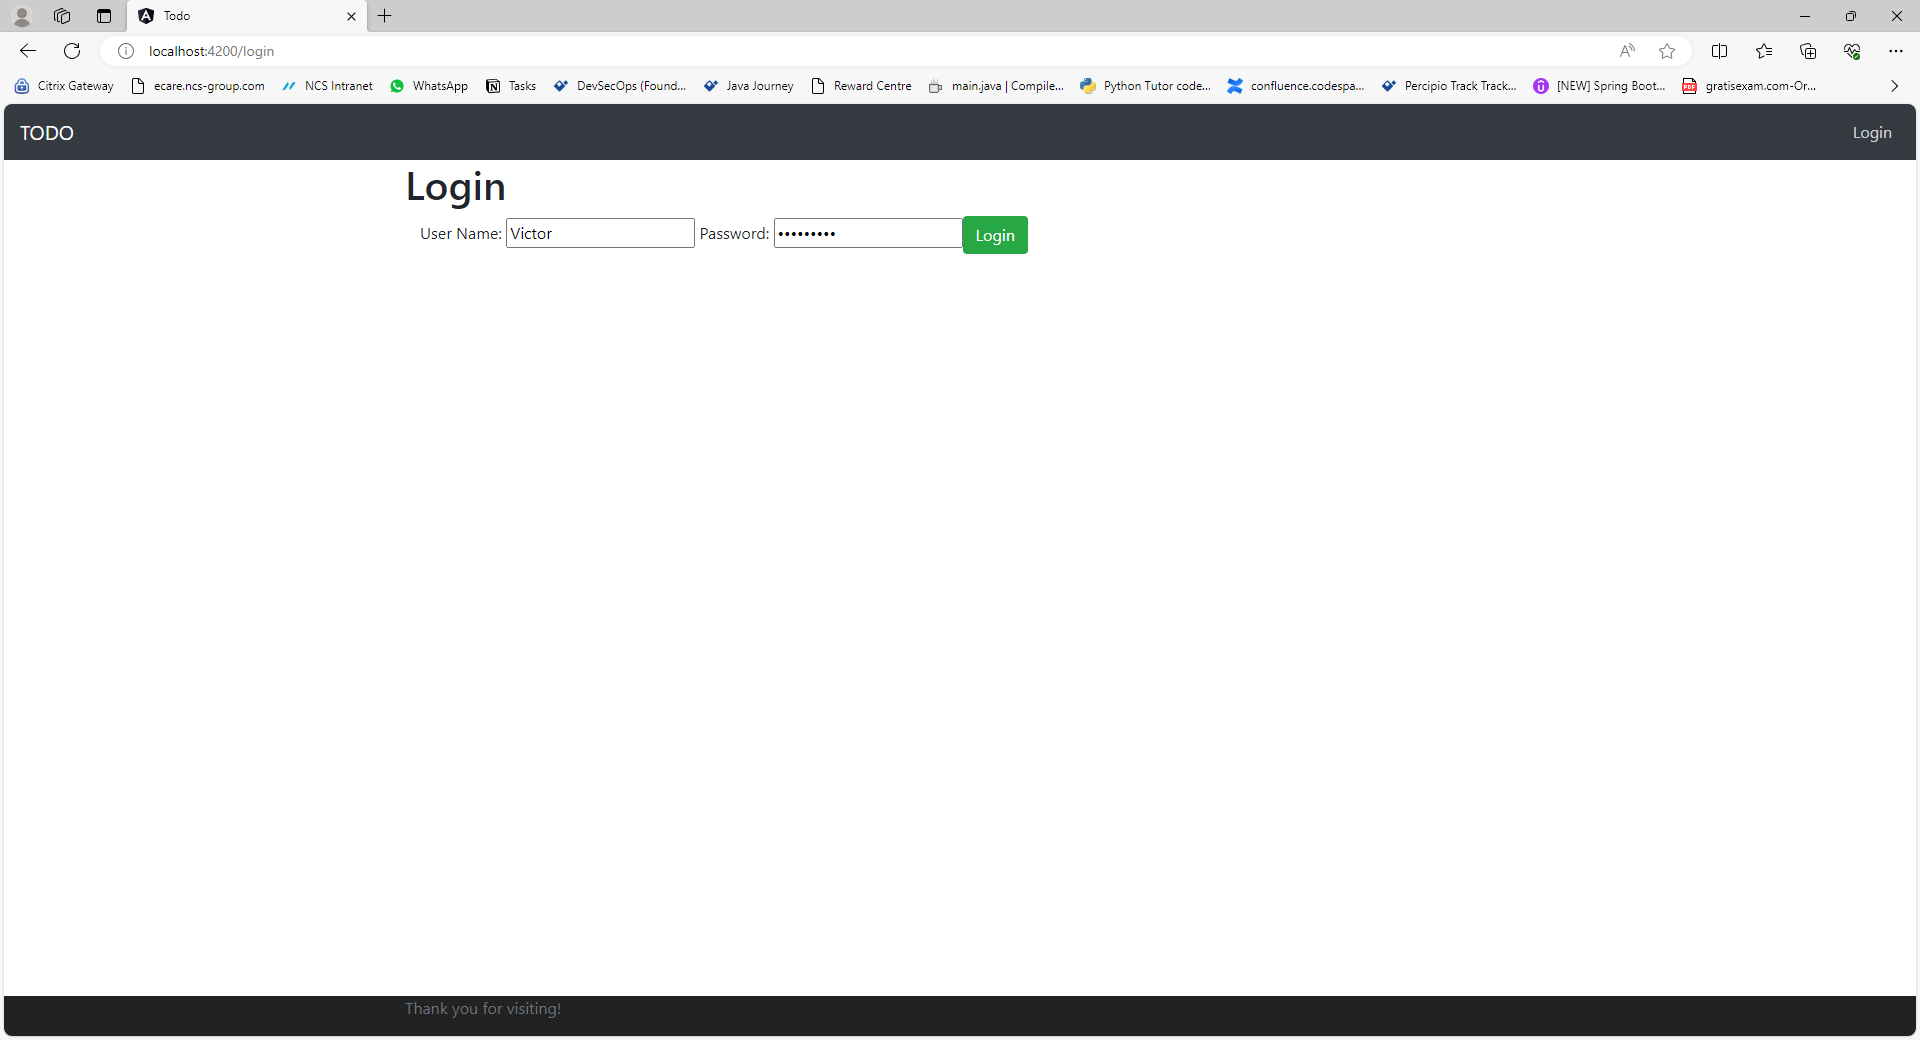 Todo
localhost:4200/login
Citrix Gateway ecare.ncs-group.com NCS Intranet WhatsApp Tasks DevSecOps (Found... Java Journey Reward Centre main.java | Compile... Python Tutor code... confluence.codespa... Percipio Track Track... [NEW] Spring Boot... gratisexam.com-Or...
TODO Login
Login
User Name: Victor Password: ••••••••• Login
Thank you for visiting!